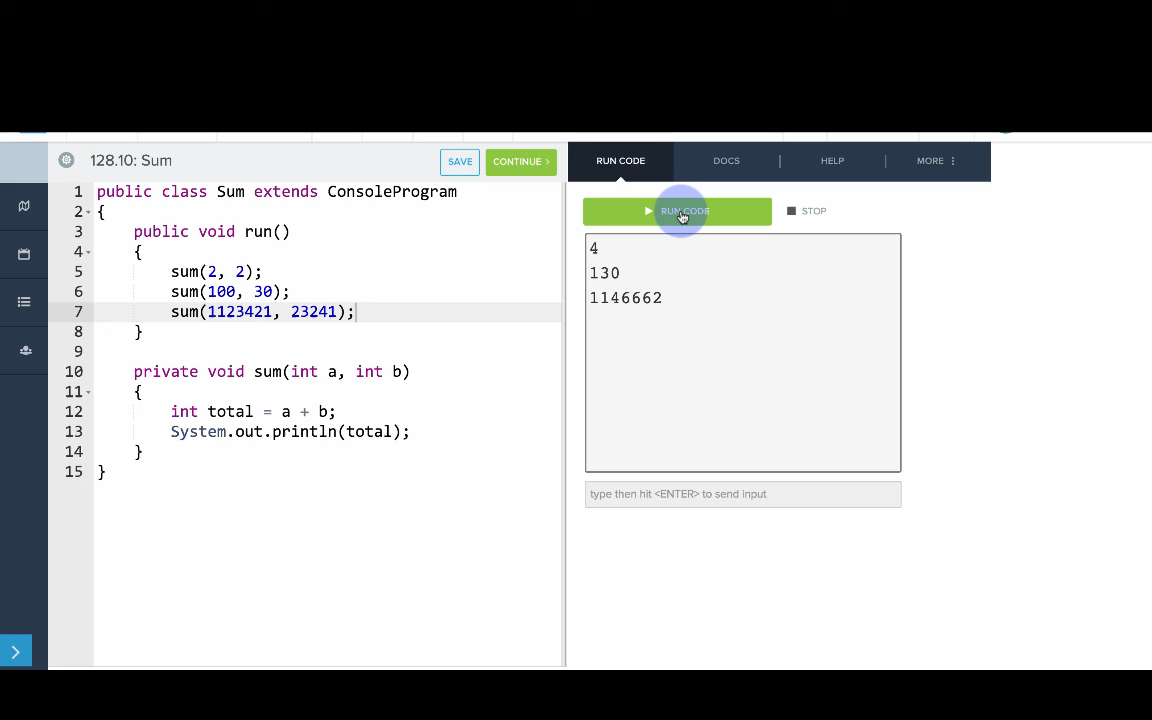 128.10: Sum
SAVE
CONTINUE >
1 public class Sum extends ConsoleProgram
2 {
3 public void run()
4 {
5 sum(2, 2);
6 sum(100, 30);
7 sum(1123421, 23241);
8 }
9
10 private void sum(int a, int b)
11 {
12 int total = a + b;
13 System.out.println(total);
14 }
15 }
RUN CODE
DOCS
HELP
MORE
RUN CODE
STOP
4
130
1146662
type then hit <ENTER> to send input